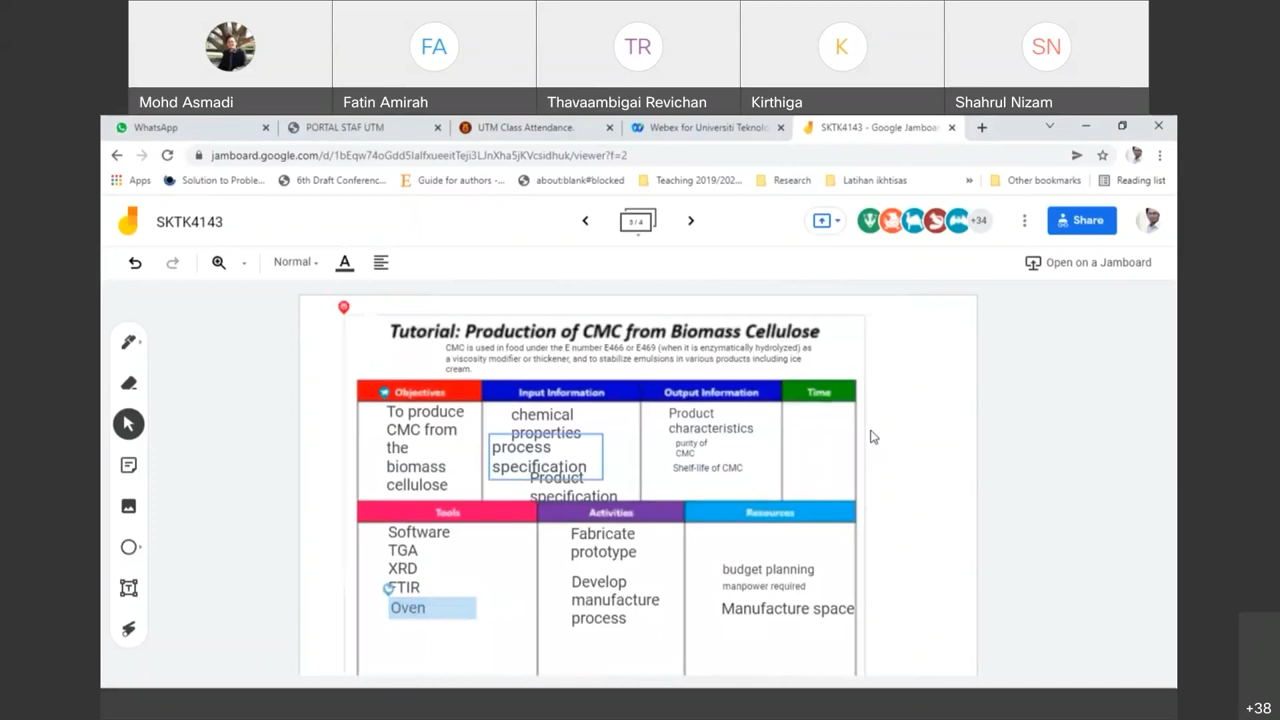 FA
TR
K
SN
Mohd Asmadi
Fatin Amirah
Thavaambigai Revichan
Kirthiga
Shahrul Nizam
WhatsApp
PORTAL STAF UTM
UTM Class Attendance.
Webex for Universiti Teknolo
SKTK4143 - Google Jamboar
jamboard.google.com/d/1bEqw74oGdd5IaIfxueeitTeji3LJnXha5jKVcsidhuk/viewer?f=2
Apps
Solution to Proble...
6th Draft Conferenc...
Guide for authors -...
about:blank#blocked
Teaching 2019/202...
Research
Latihan ikhtisas
»
Other bookmarks
Reading list
SKTK4143
3 / 4
+34
Share
Normal
A
Open on a Jamboard
Tutorial: Production of CMC from Biomass Cellulose
CMC is used in food under the E number E466 or E469 (when it is enzymatically hydrolyzed) as
a viscosity modifier or thickener, and to stabilize emulsions in various products including ice
cream.
Objectives
Input Information
Output Information
Time
To produce
CMC from
the
biomass
cellulose
chemical
properties
process
specification
Product
specification
Product
characteristics
purity of
CMC
Shelf-life of CMC
Tools
Activities
Resources
Software
TGA
XRD
FTIR
Oven
Fabricate
prototype
Develop
manufacture
process
budget planning
manpower required
Manufacture space
+38